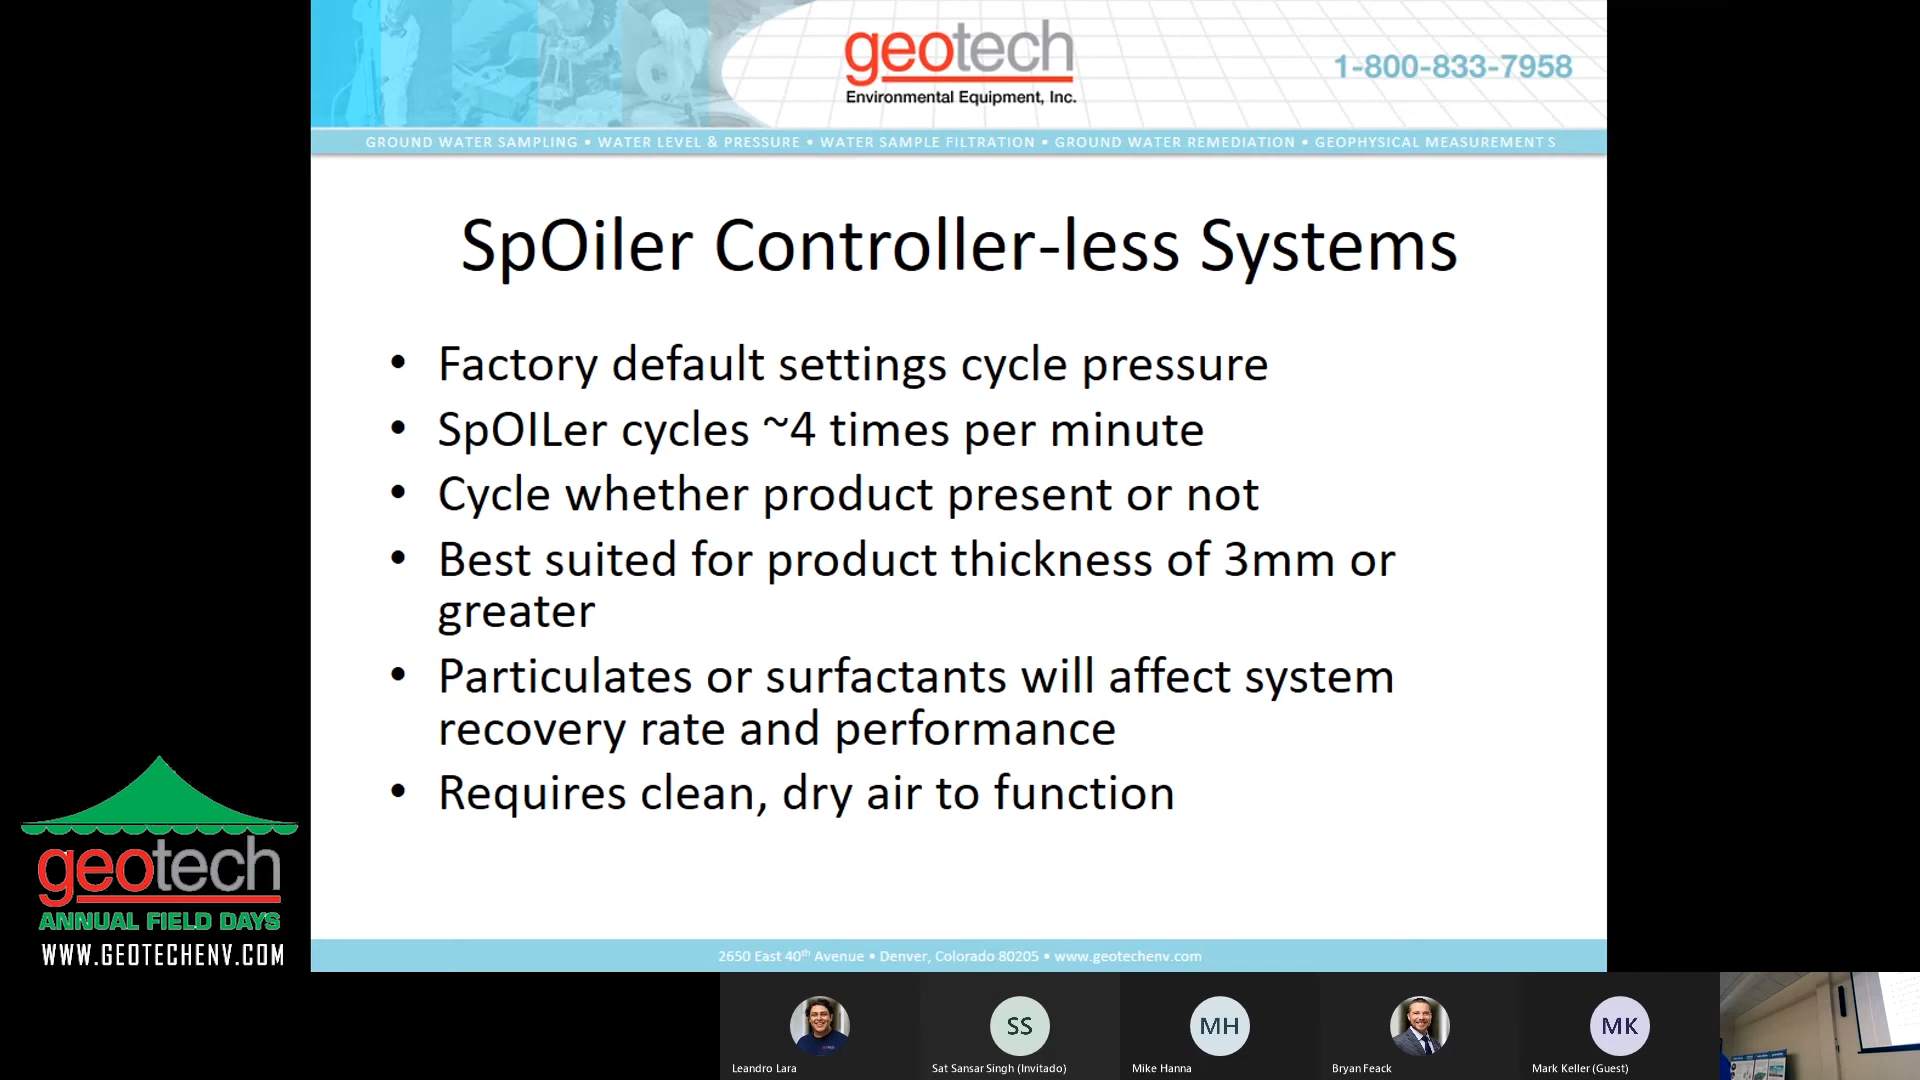 geotech
Environmental Equipment, Inc.
1-800-833-7958
GROUND WATER SAMPLING • WATER LEVEL & PRESSURE • WATER SAMPLE FILTRATION • GROUND WATER REMEDIATION • GEOPHYSICAL MEASUREMENTS
SpOiler Controller-less Systems
• Factory default settings cycle pressure
• SpOILer cycles ~4 times per minute
• Cycle whether product present or not
• Best suited for product thickness of 3mm or
greater
• Particulates or surfactants will affect system
recovery rate and performance
• Requires clean, dry air to function
geotech
ANNUAL FIELD DAYS
WWW.GEOTECHENV.COM
2650 East 40th Avenue • Denver, Colorado 80205 • www.geotechenv.com
SS
MH
MK
Leandro Lara
Sat Sansar Singh (Invitado)
Mike Hanna
Bryan Feack
Mark Keller (Guest)